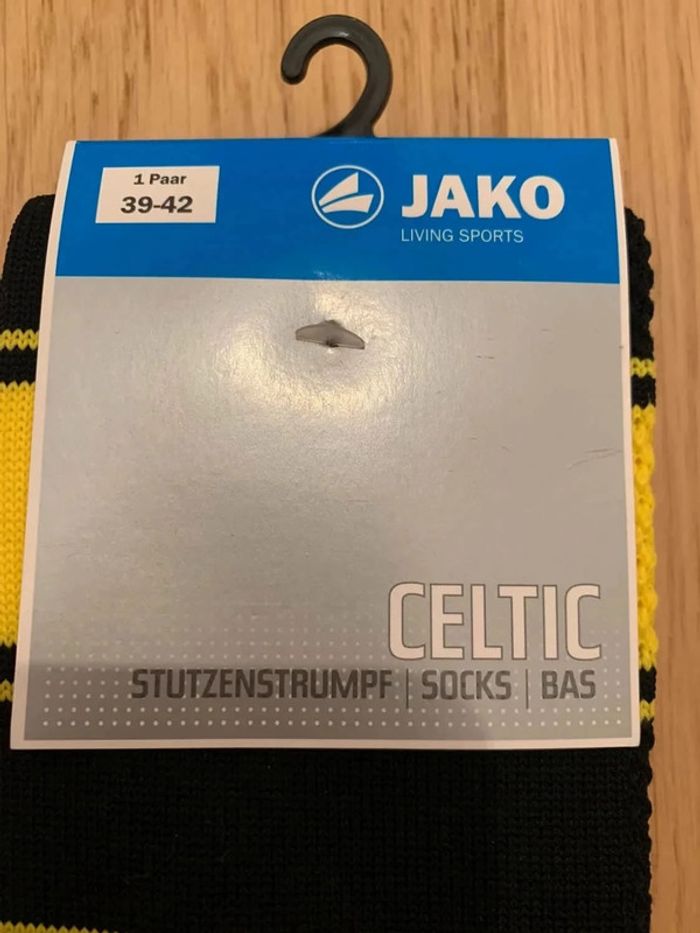 1 Paar
39-42
JAKO
LIVING SPORTS
CELTIC
STUTZENSTRUMPF | SOCKS | BAS